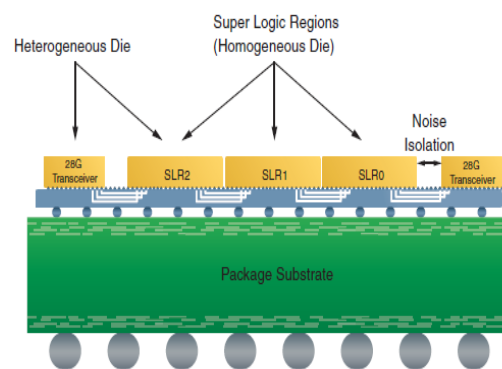 Super Logic Regions
(Homogeneous Die)
Heterogeneous Die
Noise
Isolation
28G
Transceiver
SLR2
SLR1
SLR0
28G
Transceiver
Package Substrate